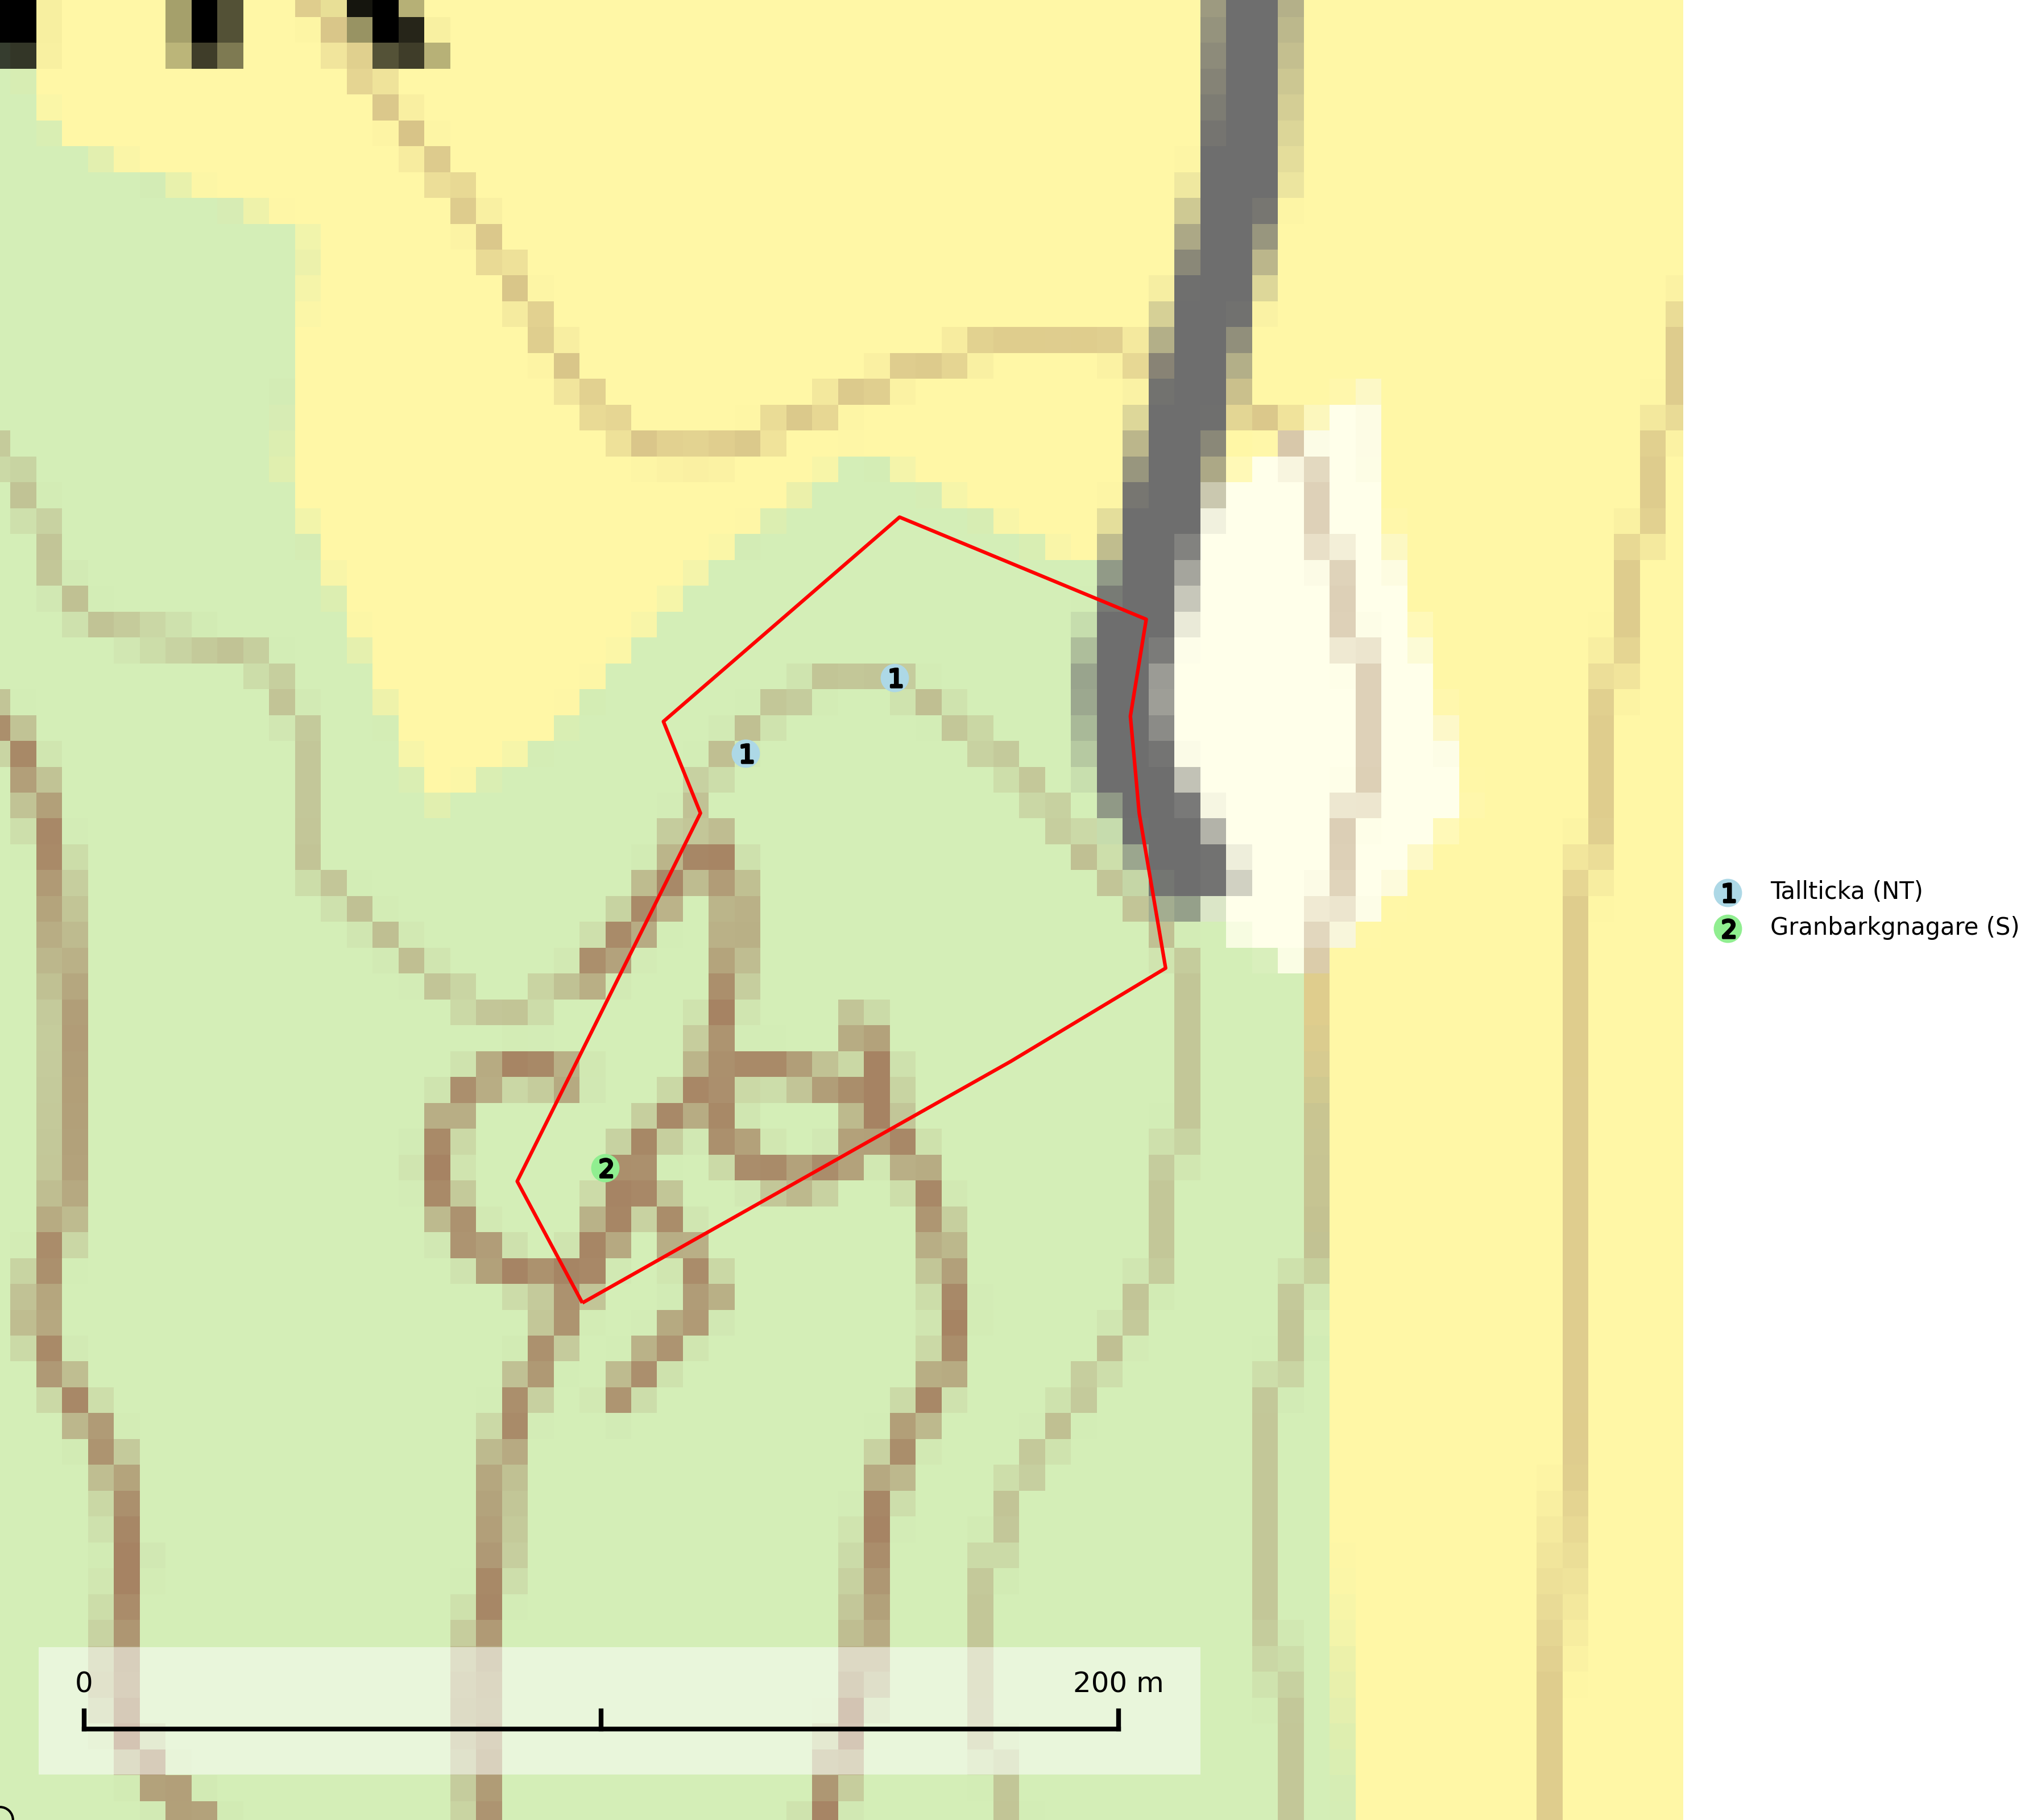 1
1
1 Tallticka (NT)
2 Granbarkgnagare (S)
2
0 200 m